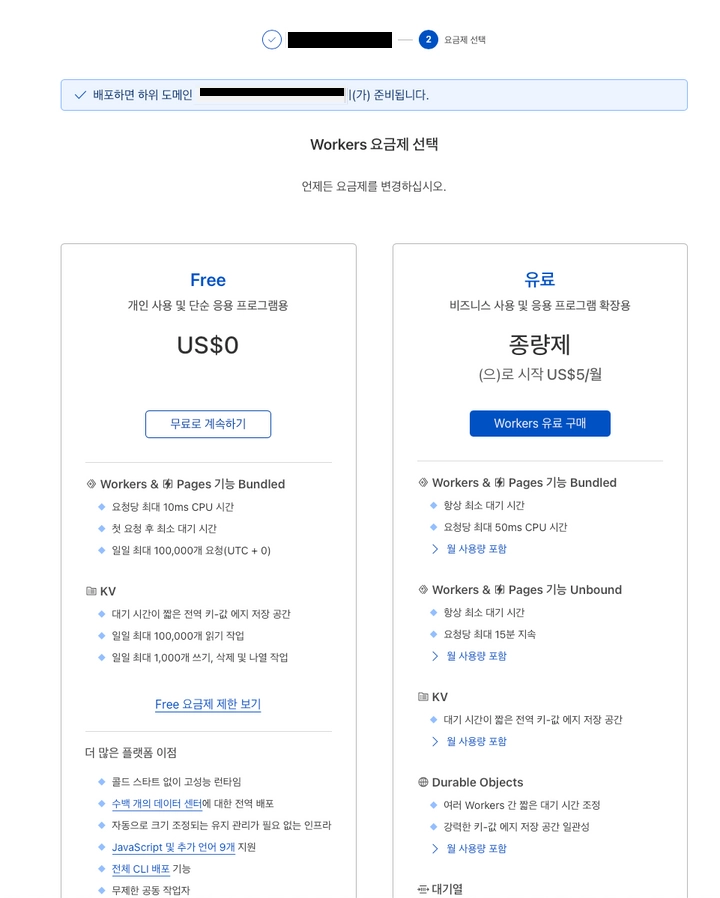 2 요금제 선택
배포하면 하위 도메인 |(가) 준비됩니다.
Workers 요금제 선택
언제든 요금제를 변경하십시오.
Free
개인 사용 및 단순 응용 프로그램용
US$0
무료로 계속하기
Workers & Pages 기능 Bundled
요청당 최대 10ms CPU 시간
첫 요청 후 최소 대기 시간
일일 최대 100,000개 요청(UTC + 0)
KV
대기 시간이 짧은 전역 키-값 에지 저장 공간
일일 최대 100,000개 읽기 작업
일일 최대 1,000개 쓰기, 삭제 및 나열 작업
Free 요금제 제한 보기
더 많은 플랫폼 이점
콜드 스타트 없이 고성능 런타임
수백 개의 데이터 센터에 대한 전역 배포
자동으로 크기 조정되는 유지 관리가 필요 없는 인프라
JavaScript 및 추가 언어 9개 지원
전체 CLI 배포 기능
무제한 공동 작업자
유료
비즈니스 사용 및 응용 프로그램 확장용
종량제
(으)로 시작 US$5/월
Workers 유료 구매
Workers & Pages 기능 Bundled
항상 최소 대기 시간
요청당 최대 50ms CPU 시간
월 사용량 포함
Workers & Pages 기능 Unbound
항상 최소 대기 시간
요청당 최대 15분 지속
월 사용량 포함
KV
대기 시간이 짧은 전역 키-값 에지 저장 공간
월 사용량 포함
Durable Objects
여러 Workers 간 짧은 대기 시간 조정
강력한 키-값 에지 저장 공간 일관성
월 사용량 포함
대기열